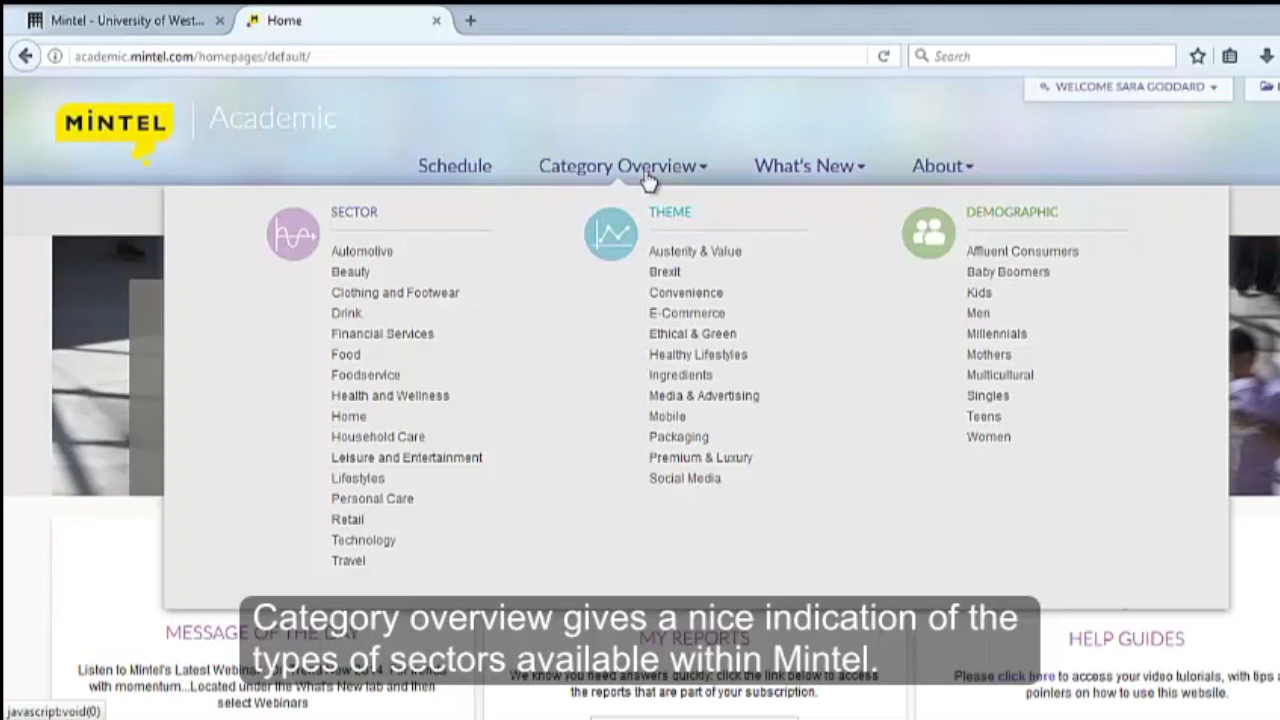 Mintel - University of West...
Home
academic.mintel.com/homepages/default/
Search
WELCOME SARA GODDARD
MiNTEL
Academic
Schedule
Category Overview
What's New
About
SECTOR
Automotive
Beauty
Clothing and Footwear
Drink
Financial Services
Food
Foodservice
Health and Wellness
Home
Household Care
Leisure and Entertainment
Lifestyles
Personal Care
Retail
Technology
Travel
THEME
Austerity & Value
Brexit
Convenience
E-Commerce
Ethical & Green
Healthy Lifestyles
Ingredients
Media & Advertising
Mobile
Packaging
Premium & Luxury
Social Media
DEMOGRAPHIC
Affluent Consumers
Baby Boomers
Kids
Men
Millennials
Mothers
Multicultural
Singles
Teens
Women
Category overview gives a nice indication of the
types of sectors available within Mintel.
MESSAGE OF THE DAY
Listen to Mintel's Latest Webinar
with momentum...Located under the What's New tab and then
select Webinars
MY REPORTS
We know you need answers quickly: click the link below to access
the reports that are part of your subscription.
HELP GUIDES
Please click here to access your video tutorials, with tips a
pointers on how to use this website.
javascript:void(0)